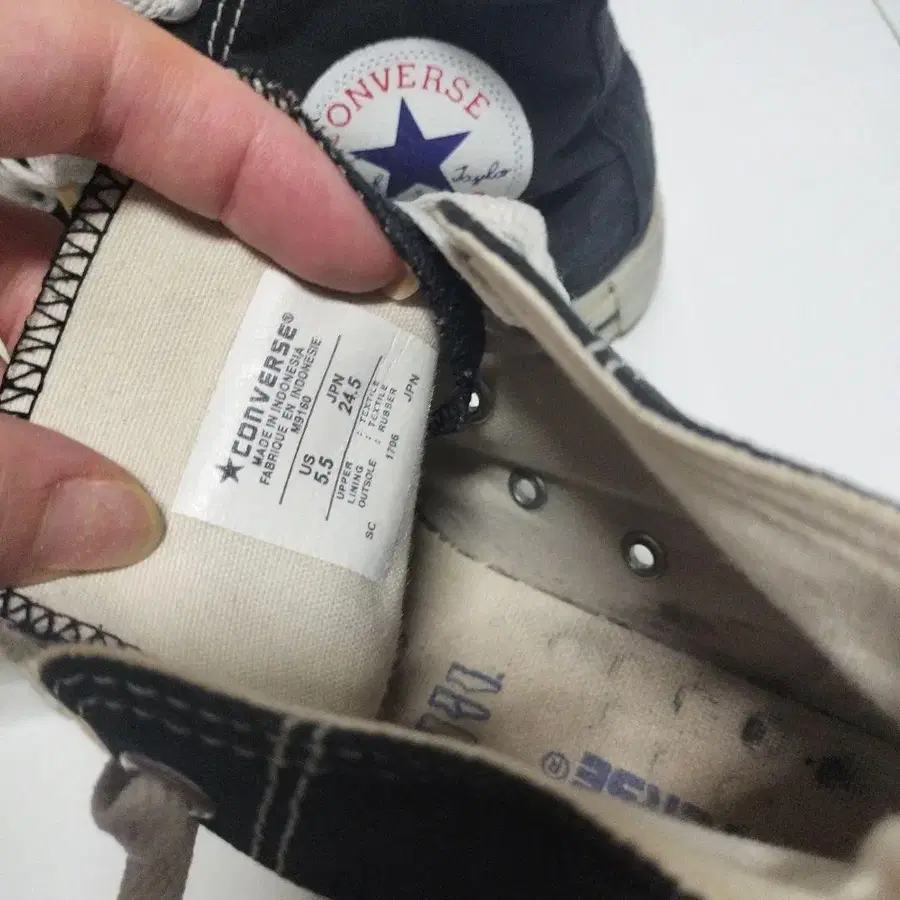 CONVERSE
CONVERSE®
MADE IN INDONESIA
FABRIQUE EN INDONESIE
M9160
US JPN
5.5 24.5
UPPER : TEXTILE
LINING : TEXTILE
OUTSOLE : RUBBER
SC 1706 JPN
®